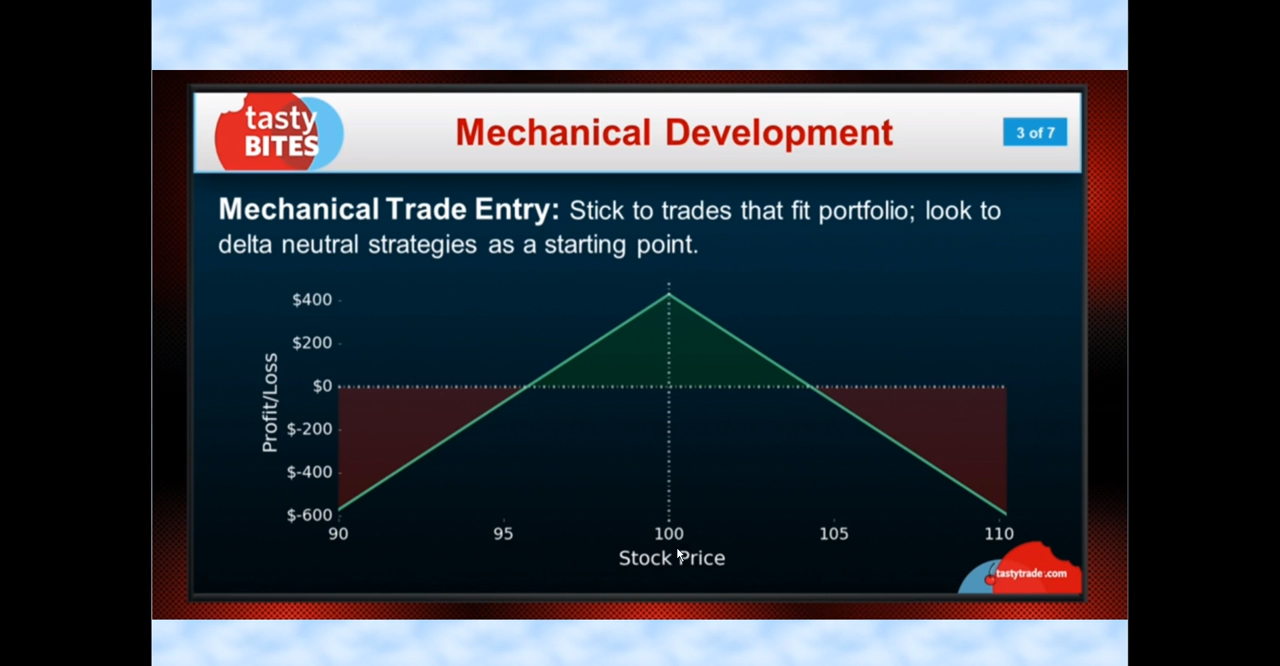 tasty
BITES
Mechanical Development
3 of 7
Mechanical Trade Entry: Stick to trades that fit portfolio; look to
delta neutral strategies as a starting point.
$400
$200
$0
$-200
$-400
$-600
Profit/Loss
90 95 100 105 110
Stock Price
tastytrade.com